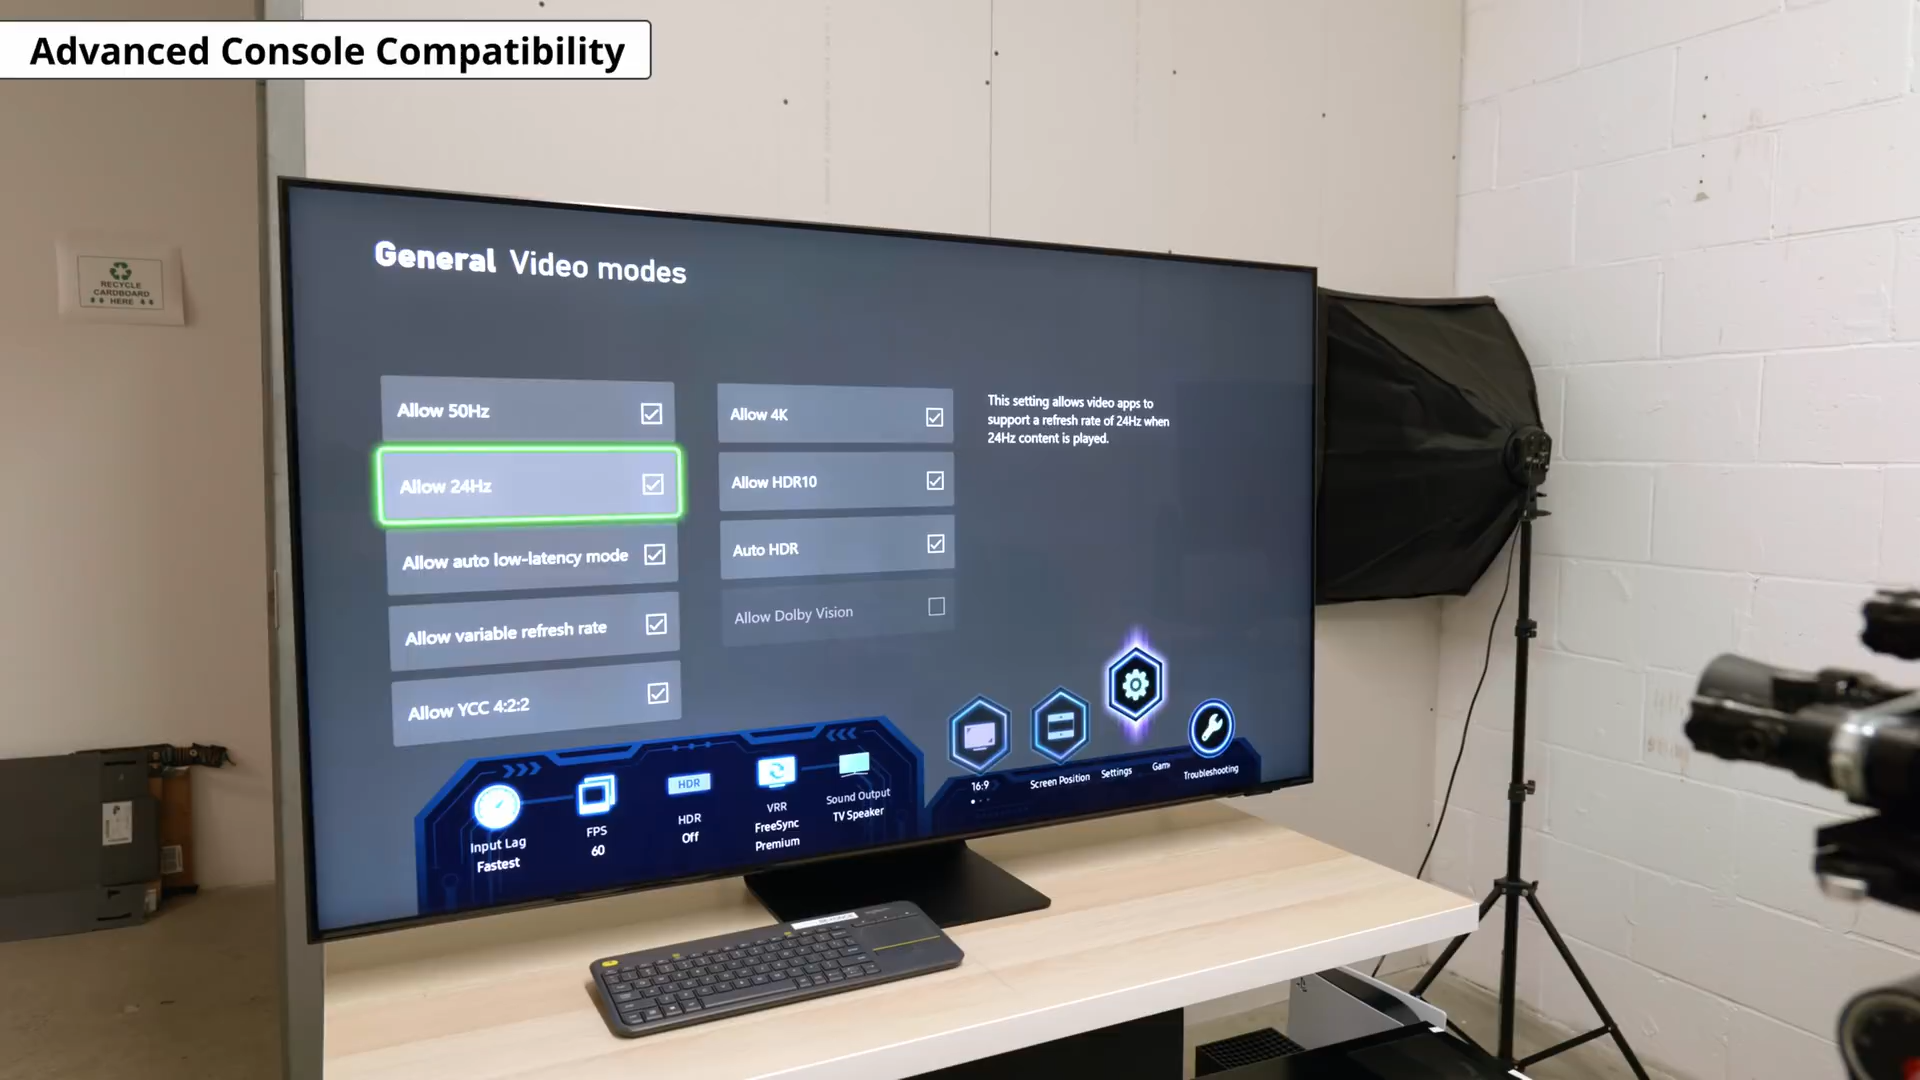 Advanced Console Compatibility
RECYCLE
CARDBOARD
HERE
General Video modes
Allow 50Hz
Allow 24Hz
Allow auto low-latency mode
Allow variable refresh rate
Allow YCC 4:2:2
Allow 4K
Allow HDR10
Auto HDR
Allow Dolby Vision
This setting allows video apps to
support a refresh rate of 24Hz when
24Hz content is played.
Input Lag
Fastest
FPS
60
HDR
HDR
Off
VRR
FreeSync
Premium
Sound Output
TV Speaker
16:9
Screen Position
Settings
Gam
Troubleshooting